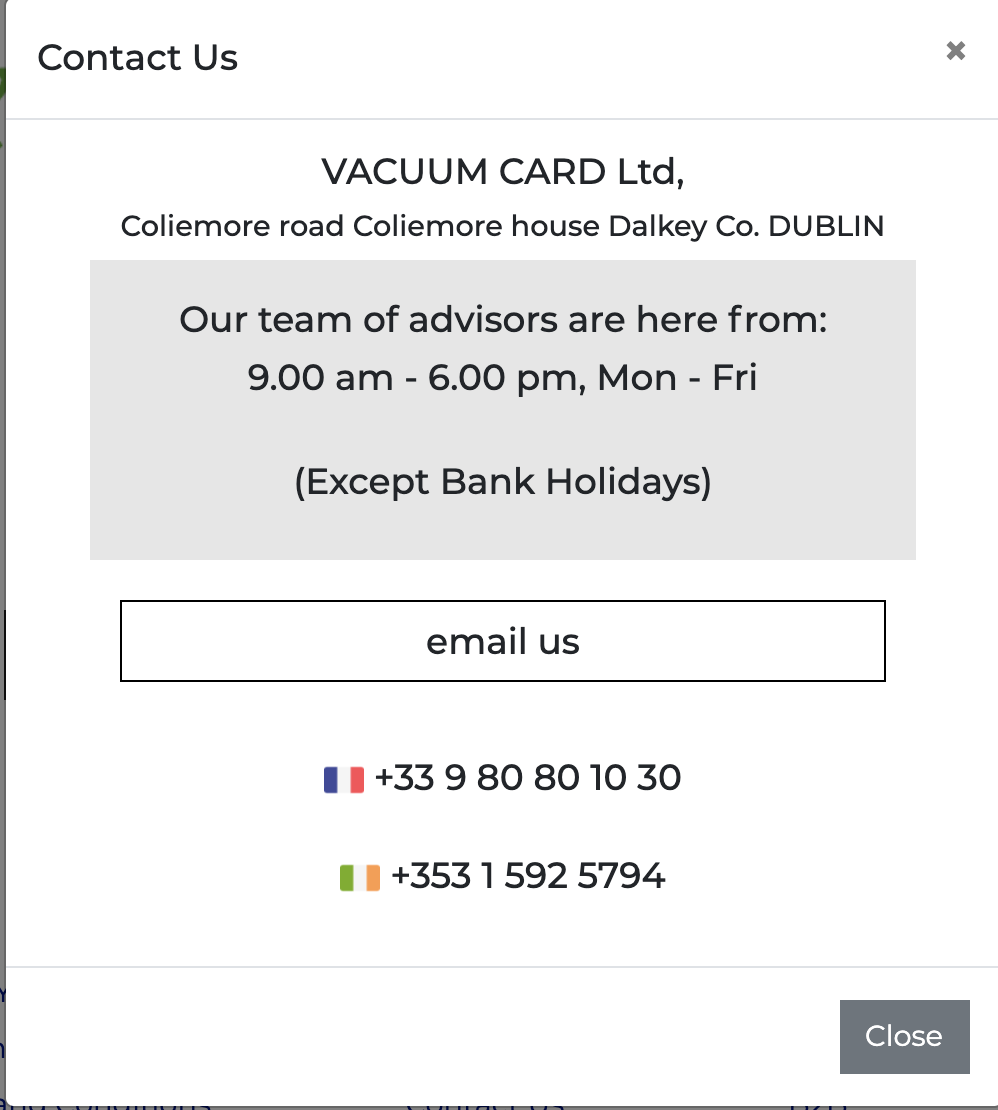 Contact Us
×
VACUUM CARD Ltd,
Coliemore road Coliemore house Dalkey Co. DUBLIN
Our team of advisors are here from:
9.00 am - 6.00 pm, Mon - Fri
(Except Bank Holidays)
email us
+33 9 80 80 10 30
+353 1 592 5794
Close